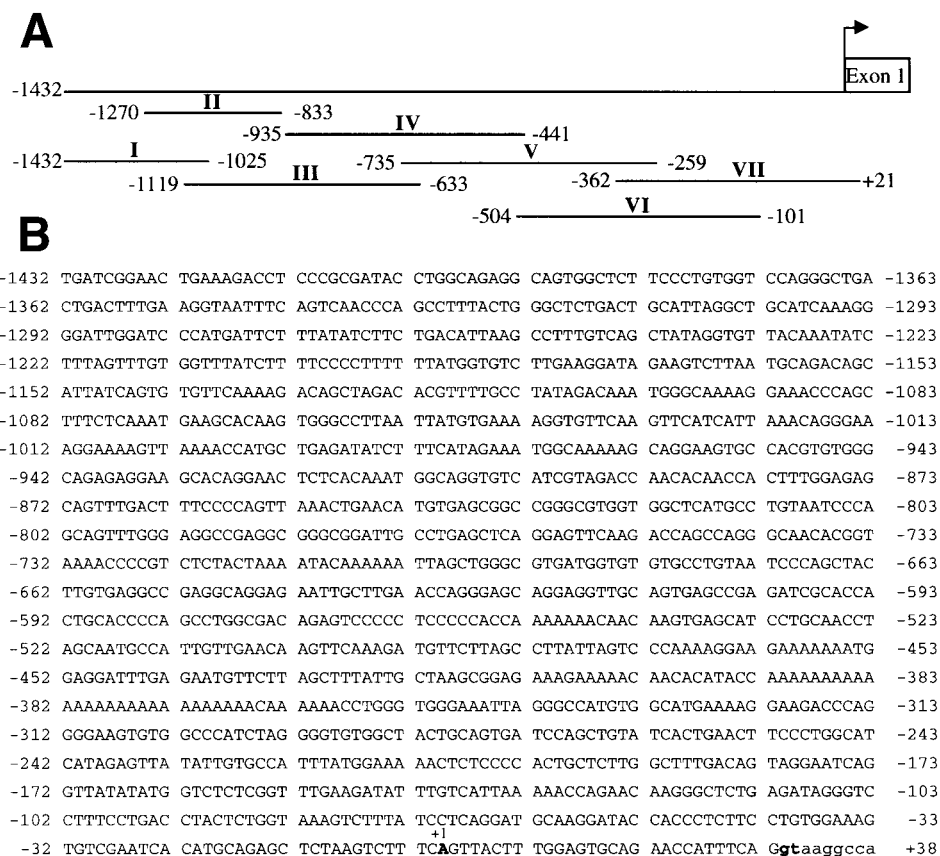 A
-1432
Exon 1
II
-1270 -833
IV
-935 -441
I
V
-1432 -1025 -735 -259
III
VII
-1119 -633 -362 +21
VI
-504 -101
B
-1432 TGATCGGAAC TGAAAGACCT CCCGCGATAC CTGGCAGAGG CAGTGGCTCT TCCCTGTGGT CCAGGGCTGA -1363
-1362 CTGACTTTGA AGGTAATTTC AGTCAACCCA GCCTTTACTG GGCTCTGACT GCATTAGGCT GCATCAAAGG -1293
-1292 GGATTGGATC CCATGATTCT TTATATCTTC TGACATTAAG CCTTTGTCAG CTATAGGTGT TACAAATATC -1223
-1222 TTTAGTTTGT GGTTTATCTT TTCCCCTTTT TTATGGTGTC TTGAAGGATA GAAGTCTTAA TGCAGACAGC -1153
-1152 ATTATCAGTG TGTTCAAAAG ACAGCTAGAC ACGTTTTGCC TATAGACAAA TGGGCAAAAG GAAACCCAGC -1083
-1082 TTTCTCAAAT GAAGCACAAG TGGGCCTTAA TTATGTGAAA AGGTGTTCAA GTTCATCATT AAACAGGGAA -1013
-1012 AGGAAAAGTT AAAACCATGC TGAGATATCT TTCATAGAAA TGGCAAAAAG CAGGAAGTGC CACGTGTGGG -943
-942 CAGAGAGGAA GCACAGGAAC TCTCACAAAT GGCAGGTGTC ATCGTAGACC AACACAACCA CTTTGGAGAG -873
-872 CAGTTTGACT TTCCCCAGTT AAACTGAACA TGTGAGCGGC CGGGCGTGGT GGCTCATGCC TGTAATCCCA -803
-802 GCAGTTTGGG AGGCCGAGGC GGGCGGATTG CCTGAGCTCA GGAGTTCAAG ACCAGCCAGG GCAACACGGT -733
-732 AAAACCCCGT CTCTACTAAA ATACAAAAAA TTAGCTGGGC GTGATGGTGT GTGCCTGTAA TCCCAGCTAC -663
-662 TTGTGAGGCC GAGGCAGGAG AATTGCTTGA ACCAGGGAGC AGGAGGTTGC AGTGAGCCGA GATCGCACCA -593
-592 CTGCACCCCA GCCTGGCGAC AGAGTCCCCC TCCCCCACCA AAAAAACAAC AAGTGAGCAT CCTGCAACCT -523
-522 AGCAATGCCA TTGTTGAACA AGTTCAAAGA TGTTCTTAGC CTTATTAGTC CCAAAAGGAA GAAAAAAATG -453
-452 GAGGATTTGA GAATGTTCTT AGCTTTATTG CTAAGCGGAG AAAGAAAAAC AACACATACC AAAAAAAAAA -383
-382 AAAAAAAAAA AAAAAAACAA AAAACCTGGG TGGGAAATTA GGGCCATGTG GCATGAAAAG GAAGACCCAG -313
-312 GGGAAGTGTG GCCCATCTAG GGGTGTGGCT ACTGCAGTGA TCCAGCTGTA TCACTGAACT TCCCTGGCAT -243
-242 CATAGAGTTA TATTGTGCCA TTTATGGAAA AACTCTCCCC ACTGCTCTTG GCTTTGACAG TAGGAATCAG -173
-172 GTTATATATG GTCTCTCGGT TTGAAGATAT TTGTCATTAA AAACCAGAAC AAGGGCTCTG AGATAGGGTC -103
-102 CTTTCCTGAC CTACTCTGGT AAAGTCTTTA TCCTCAGGAT GCAAGGATAC CACCCTCTTC CTGTGGAAAG -33
+1
-32 TGTCGAATCA CATGCAGAGC TCTAAGTCTT TCAGTTACTT TGGAGTGCAG GAACCATTTCA GgtaaggccA +38